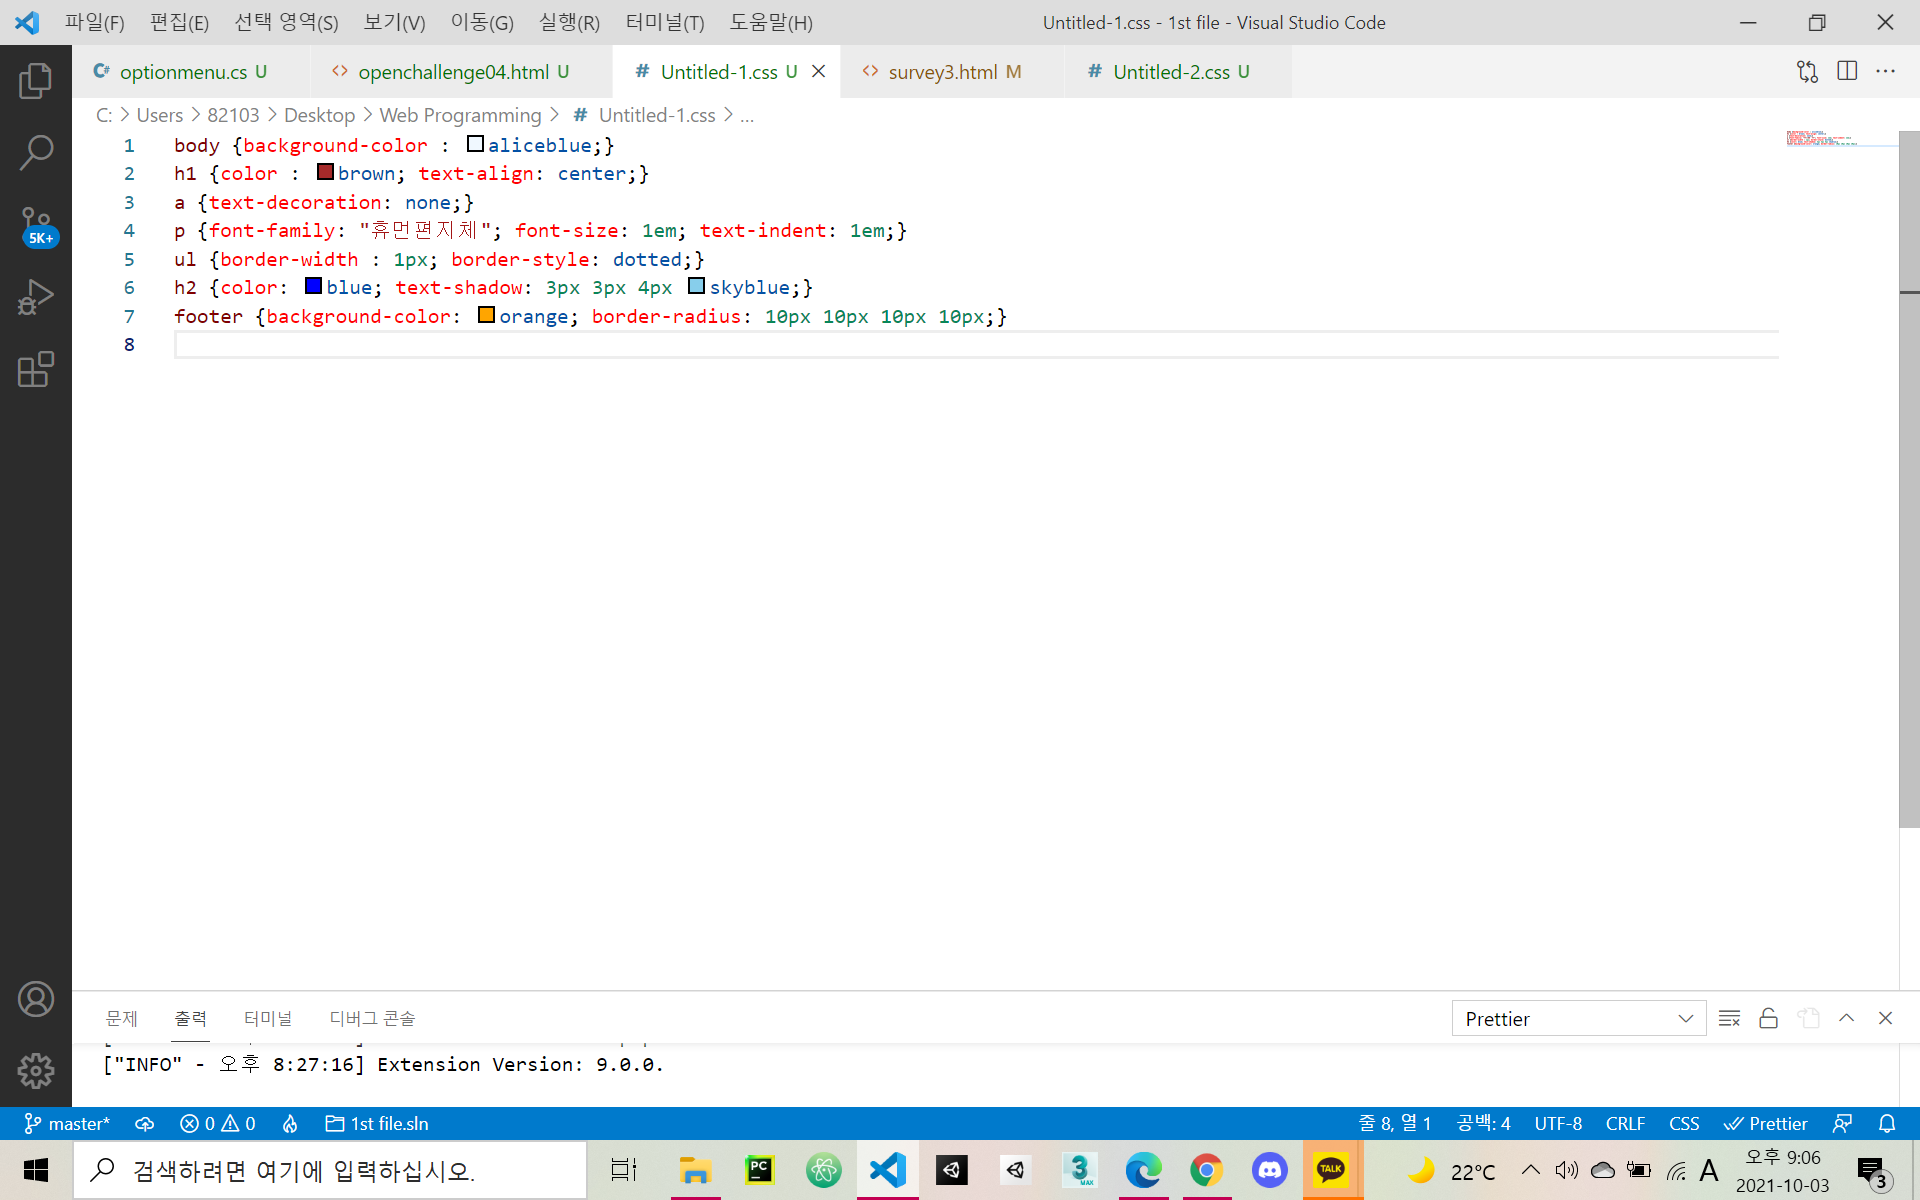 파일(F) 편집(E) 선택 영역(S) 보기(V) 이동(G) 실행(R) 터미널(T) 도움말(H) Untitled-1.css - 1st file - Visual Studio Code
optionmenu.cs U openchallenge04.html U # Untitled-1.css U survey3.html M # Untitled-2.css U
C: > Users > 82103 > Desktop > Web Programming > # Untitled-1.css > ...
1 body {background-color : aliceblue;}
2 h1 {color : brown; text-align: center;}
3 a {text-decoration: none;}
4 p {font-family: "휴먼편지체"; font-size: 1em; text-indent: 1em;}
5 ul {border-width : 1px; border-style: dotted;}
6 h2 {color: blue; text-shadow: 3px 3px 4px skyblue;}
7 footer {background-color: orange; border-radius: 10px 10px 10px 10px;}
8
5K+
문제 출력 터미널 디버그 콘솔 Prettier
["INFO" - 오후 8:27:16] Extension Version: 9.0.0.
master* 0 0 1st file.sln 줄 8, 열 1 공백: 4 UTF-8 CRLF CSS Prettier
검색하려면 여기에 입력하십시오. PC 3 MAX TALK 22°C A 오후 9:06
2021-10-03 3